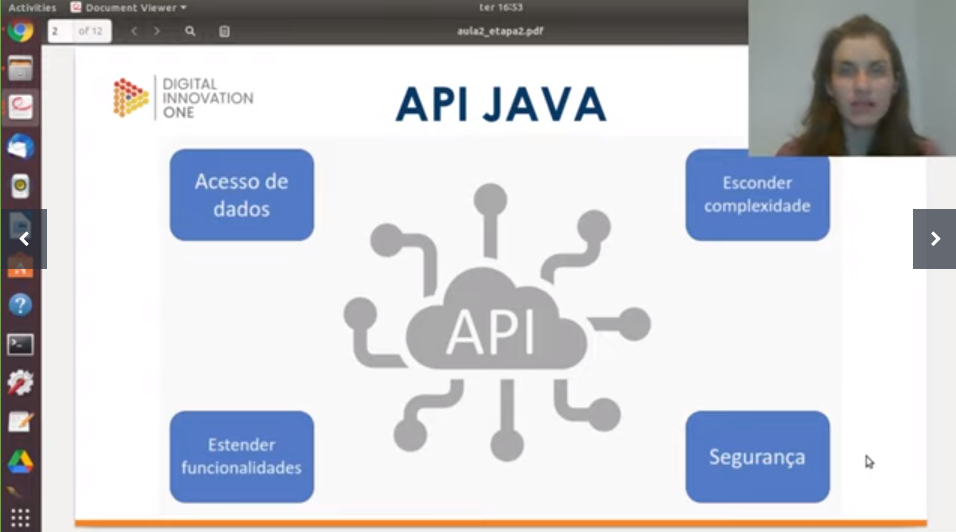 Activities
Document Viewer
ter 16:53
2
of 12
aula2_etapa2.pdf
DIGITAL
INNOVATION
ONE
API JAVA
Acesso de
dados
Esconder
complexidade
API
Estender
funcionalidades
Segurança